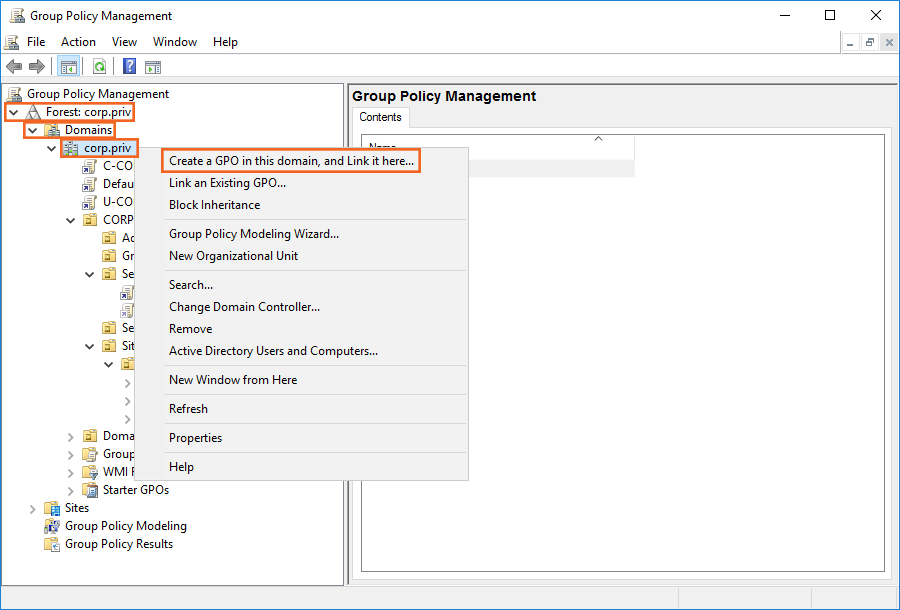 Group Policy Management
File Action View Window Help
Group Policy Management
Forest: corp.priv
Domains
corp.priv
C-CO
Defau
U-CO
CORP
Ac
Gr
Se
Se
Sit
Doma
Group
WMI
Starter GPOs
Sites
Group Policy Modeling
Group Policy Results
Create a GPO in this domain, and Link it here...
Link an Existing GPO...
Block Inheritance
Group Policy Modeling Wizard...
New Organizational Unit
Search...
Change Domain Controller...
Remove
Active Directory Users and Computers...
New Window from Here
Refresh
Properties
Help
Group Policy Management
Contents
Name